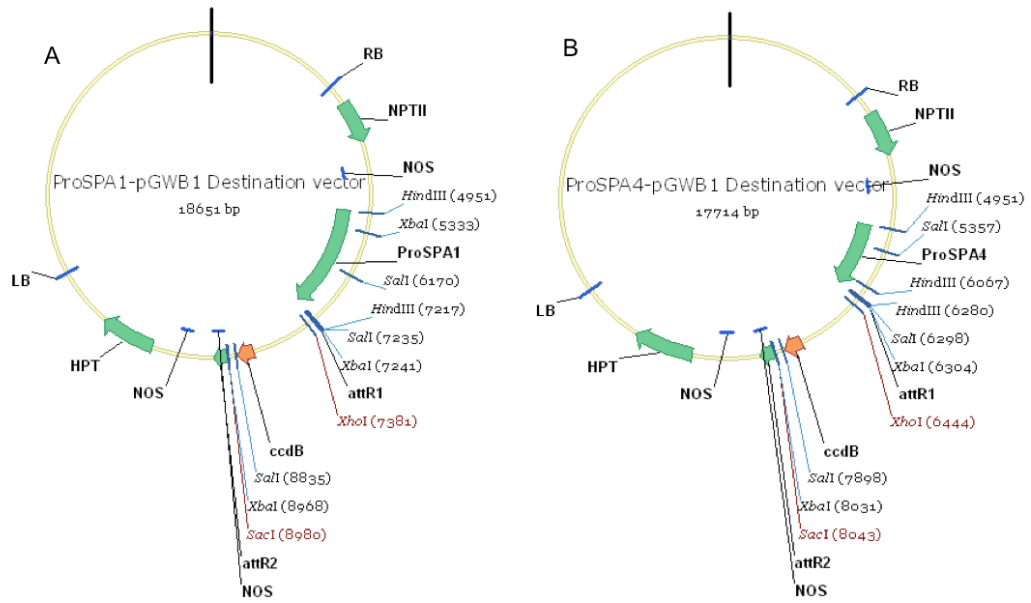 A
RB
NPTII
NOS
ProSPA1-pGWB1 Destination vector
18651 bp
HindIII (4951)
XbaI (5333)
ProSPA1
SalI (6170)
HindIII (7217)
SalI (7235)
XbaI (7241)
attR1
XhoI (7381)
LB
HPT
NOS
ccdB
SalI (8835)
XbaI (8968)
SacI (8980)
attR2
NOS
B
RB
NPTII
NOS
ProSPA4-pGWB1 Destination vector
17714 bp
HindIII (4951)
SalI (5357)
ProSPA4
HindIII (6067)
HindIII (6280)
SalI (6298)
XbaI (6304)
attR1
XhoI (6444)
LB
HPT
NOS
ccdB
SalI (7898)
XbaI (8031)
SacI (8043)
attR2
NOS